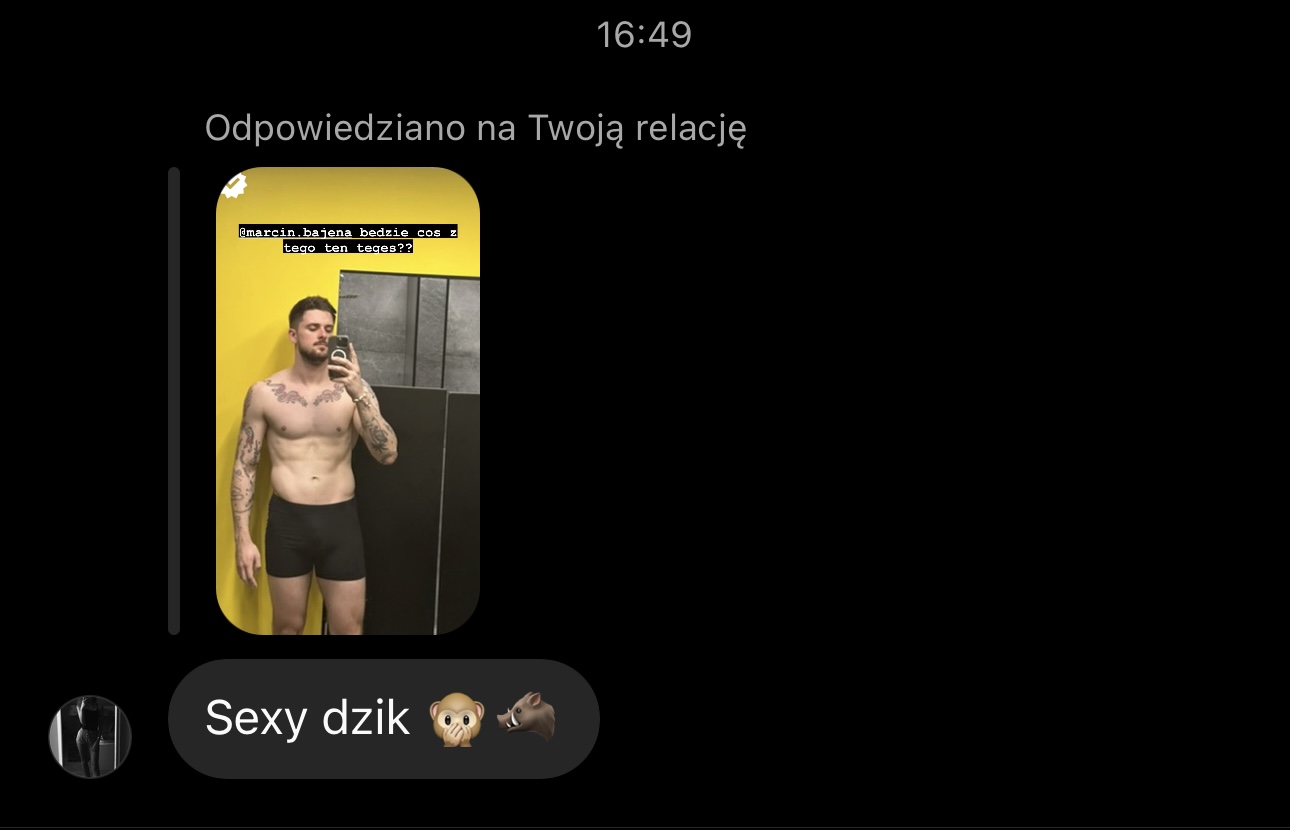 16:49
Odpowiedziano na Twoją relację
@marcin.bajena bedzie cos z
tego ten teges??
Sexy dzik 🙊 🐗